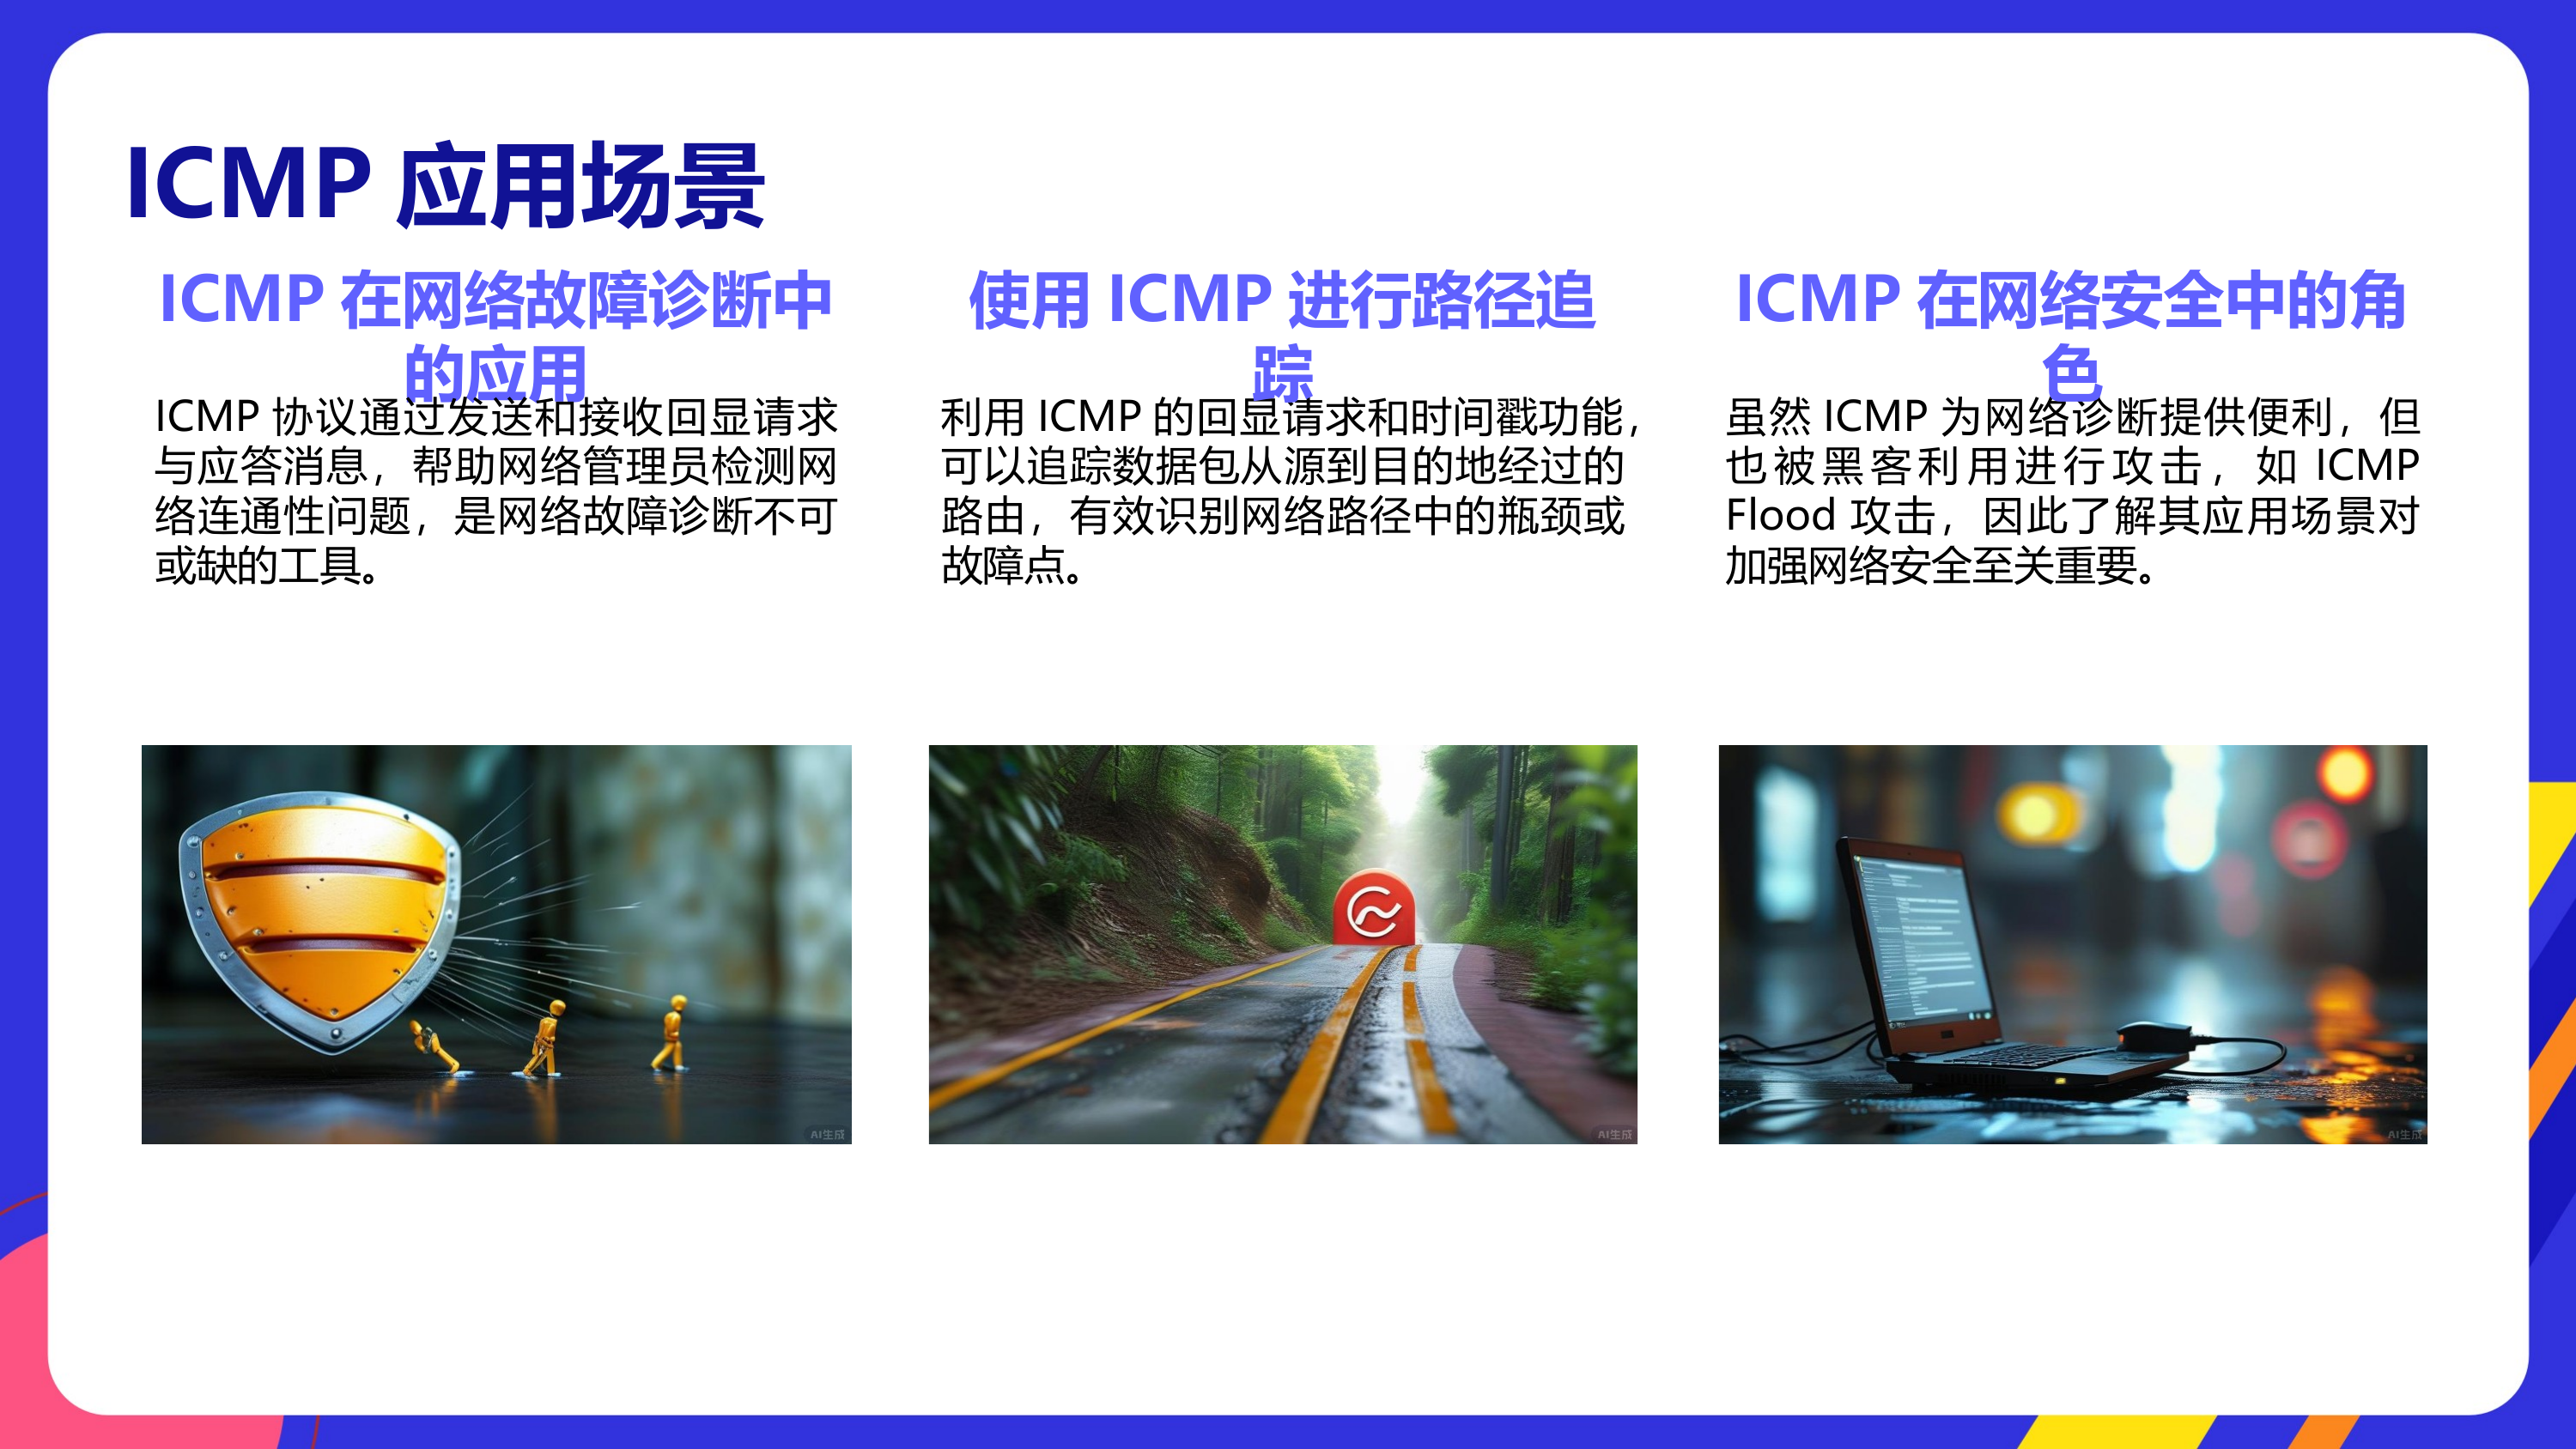 ICMP 应用场景
ICMP 在网络故障诊断中
的应用
ICMP 协议通过发送和接收回显请求
与应答消息，帮助网络管理员检测网
络连通性问题，是网络故障诊断不可
或缺的工具。
使用 ICMP 进行路径追
踪
利用 ICMP 的回显请求和时间戳功能，
可以追踪数据包从源到目的地经过的
路由，有效识别网络路径中的瓶颈或
故障点。
ICMP 在网络安全中的角
色
虽然 ICMP 为网络诊断提供便利，但
也被黑客利用进行攻击，如 ICMP
Flood 攻击，因此了解其应用场景对
加强网络安全至关重要。
AI生成
AI生成
AI生成